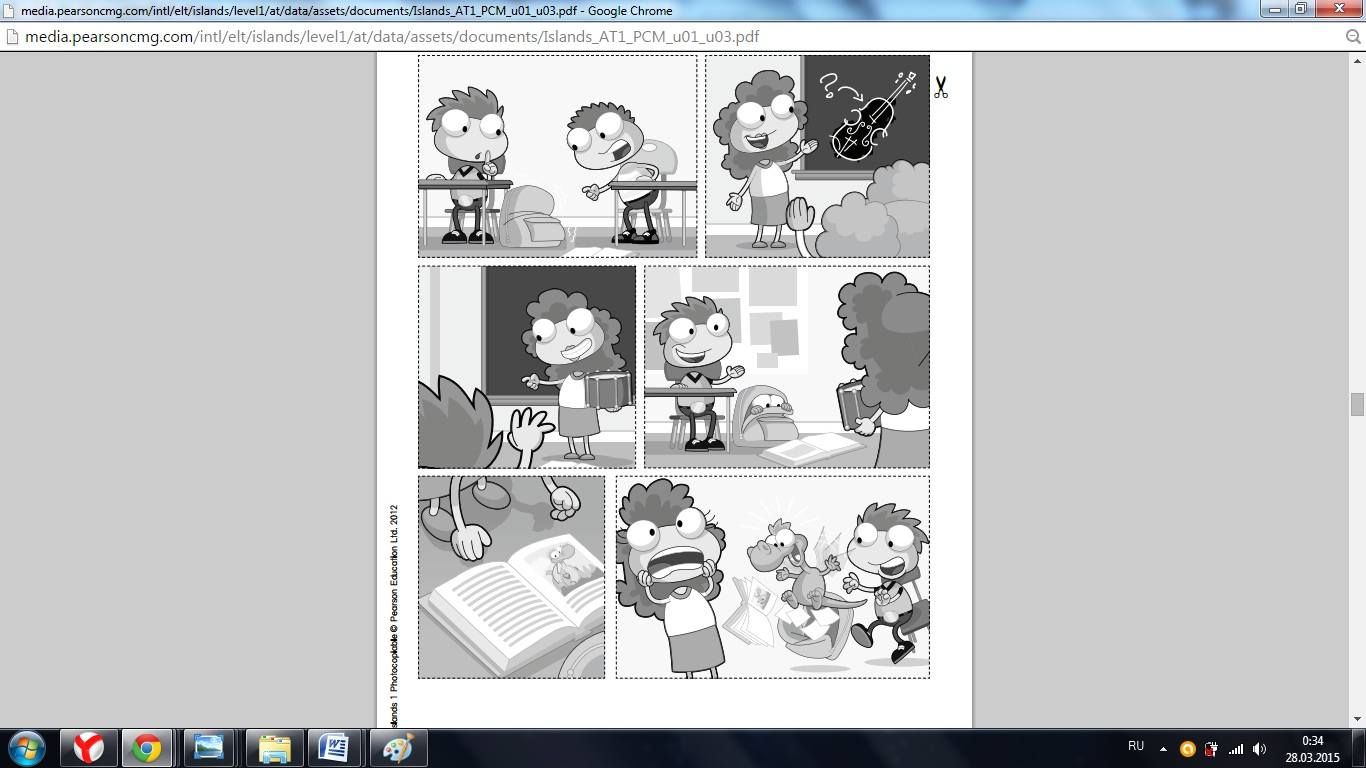 media.pearsoncmg.com/intl/elt/islands/level1/at/data/assets/documents/Islands_AT1_PCM_u01_u03.pdf - Google Chrome
media.pearsoncmg.com/intl/elt/islands/level1/at/data/assets/documents/Islands_AT1_PCM_u01_u03.pdf
?
1 Photocopiable © Pearson Education Ltd. 2012
RU
0:34
28.03.2015